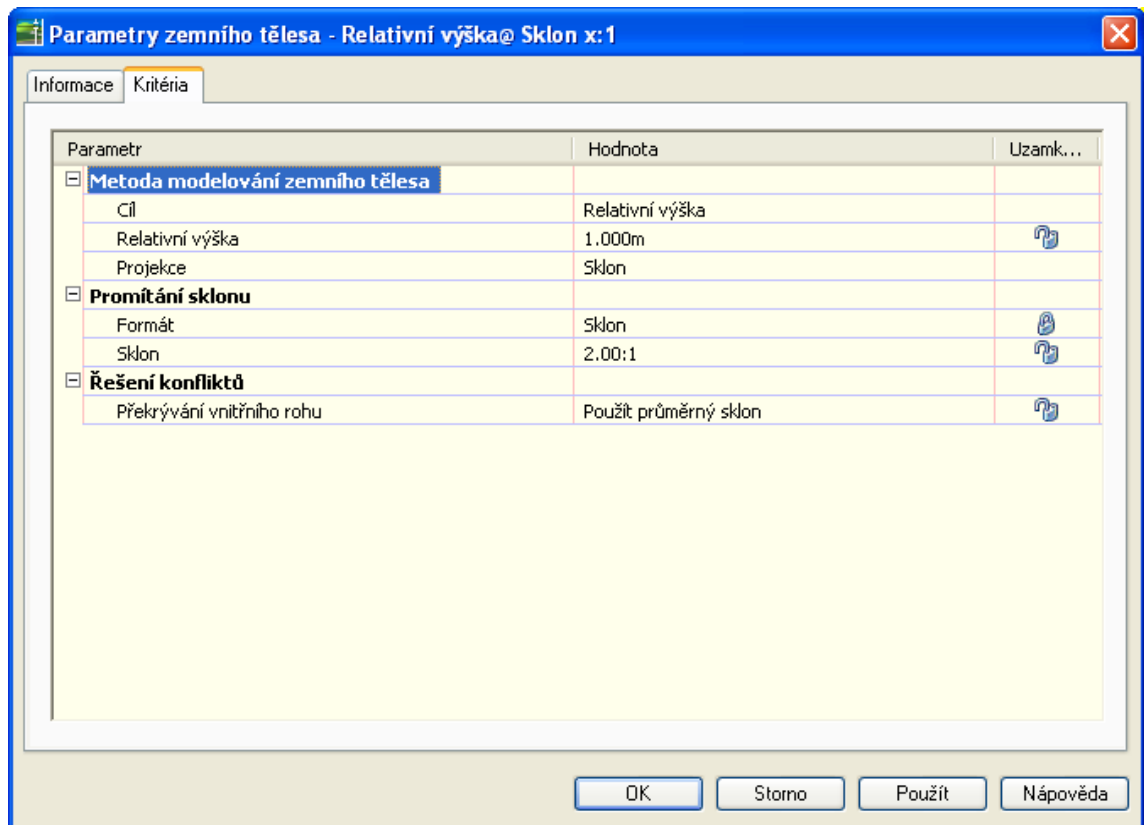 Parametry zemního tělesa - Relativní výška@ Sklon x:1
Informace Kritéria
Parametr Hodnota Uzamk...
Metoda modelování zemního tělesa
Cíl Relativní výška
Relativní výška 1.000m
Projekce Sklon
Promítání sklonu
Formát Sklon
Sklon 2.00:1
Řešení konfliktů
Překrývání vnitřního rohu Použít průměrný sklon
OK Storno Použít Nápověda